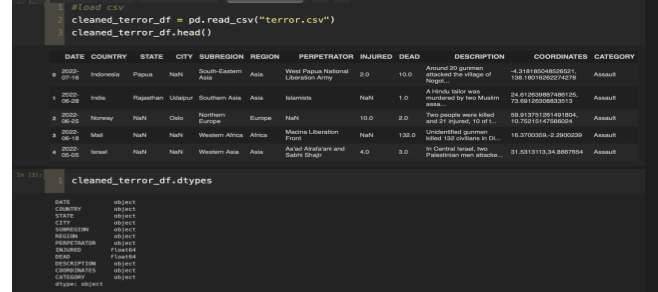 1 #load csv
2 cleaned_terror_df = pd.read_csv("terror.csv")
3 cleaned_terror_df.head()
DATE COUNTRY STATE CITY SUBREGION REGION PERPETRATOR INJURED DEAD DESCRIPTION COORDINATES CATEGORY
0 2022-07-16 Indonesia Papua NaN South-Eastern Asia Asia West Papua National Liberation Army 2.0 10.0 Around 20 gunmen attacked the village of Nogol... -4.318185048526521, 138.18016262274278 Assault
1 2022-06-28 India Rajasthan Udaipur Southern Asia Asia Islamists NaN 1.0 A Hindu tailor was murdered by two Muslim assa... 24.612639887486125, 73.69126308833513 Assault
2 2022-06-25 Norway NaN Oslo Northern Europe Europe NaN 10.0 2.0 Two people were killed and 21 injured, 10 of t... 59.913751261491804, 10.75215147566024 Assault
3 2022-06-18 Mali NaN NaN Western Africa Africa Macina Liberation Front NaN 132.0 Unidentified gunmen killed 132 civilians in Di... 16.3700359,-2.2900239 Assault
4 2022-05-05 Israel NaN NaN Western Asia Asia As'ad Alrafa'ani and Sabhi Shajir 4.0 3.0 In Central Israel, two Palestinian men attacke... 31.5313113,34.8667654 Assault
1 cleaned_terror_df.dtypes
DATE object
COUNTRY object
STATE object
CITY object
SUBREGION object
REGION object
PERPETRATOR object
INJURED float64
DEAD float64
DESCRIPTION object
COORDINATES object
CATEGORY object
dtype: object